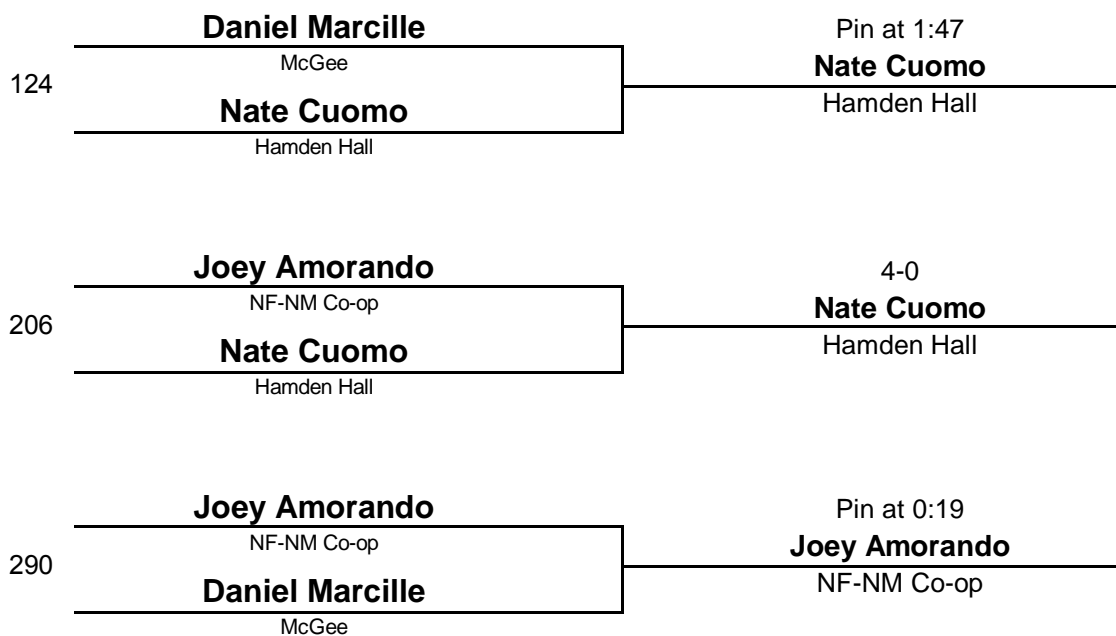 Daniel Marcille
McGee
124
Nate Cuomo
Hamden Hall
Pin at 1:47
Nate Cuomo
Hamden Hall
Joey Amorando
NF-NM Co-op
206
Nate Cuomo
Hamden Hall
4-0
Nate Cuomo
Hamden Hall
Joey Amorando
NF-NM Co-op
290
Daniel Marcille
McGee
Pin at 0:19
Joey Amorando
NF-NM Co-op